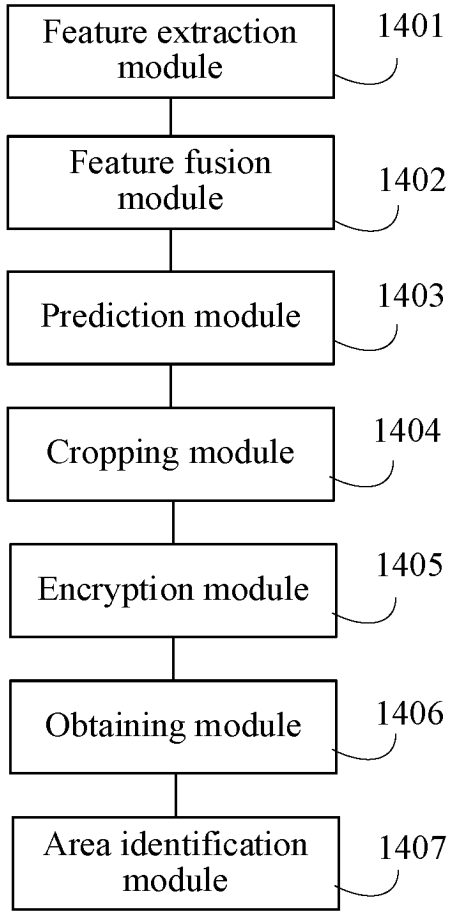 Feature extraction
module
1401
Feature fusion
module
1402
Prediction module
1403
Cropping module
1404
Encryption module
1405
Obtaining module
1406
Area identification
module
1407